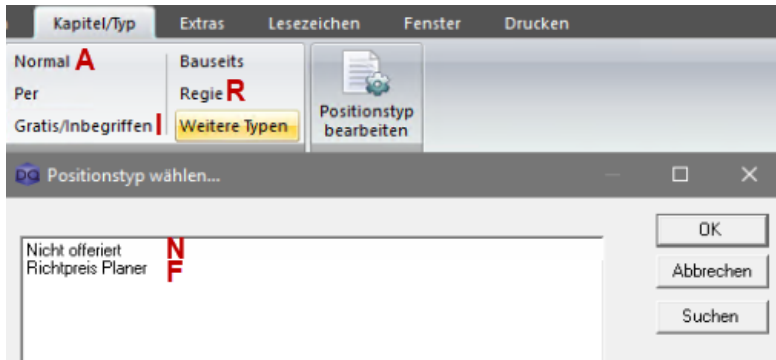 Kapitel/Typ Extras Lesezeichen Fenster Drucken
Normal A Bauseits
Per Regie R
Gratis/Inbegriffen I Weitere Typen
Positionstyp
bearbeiten
Positionstyp wählen...
OK
Nicht offeriert N
Richtpreis Planer F
Abbrechen
Suchen